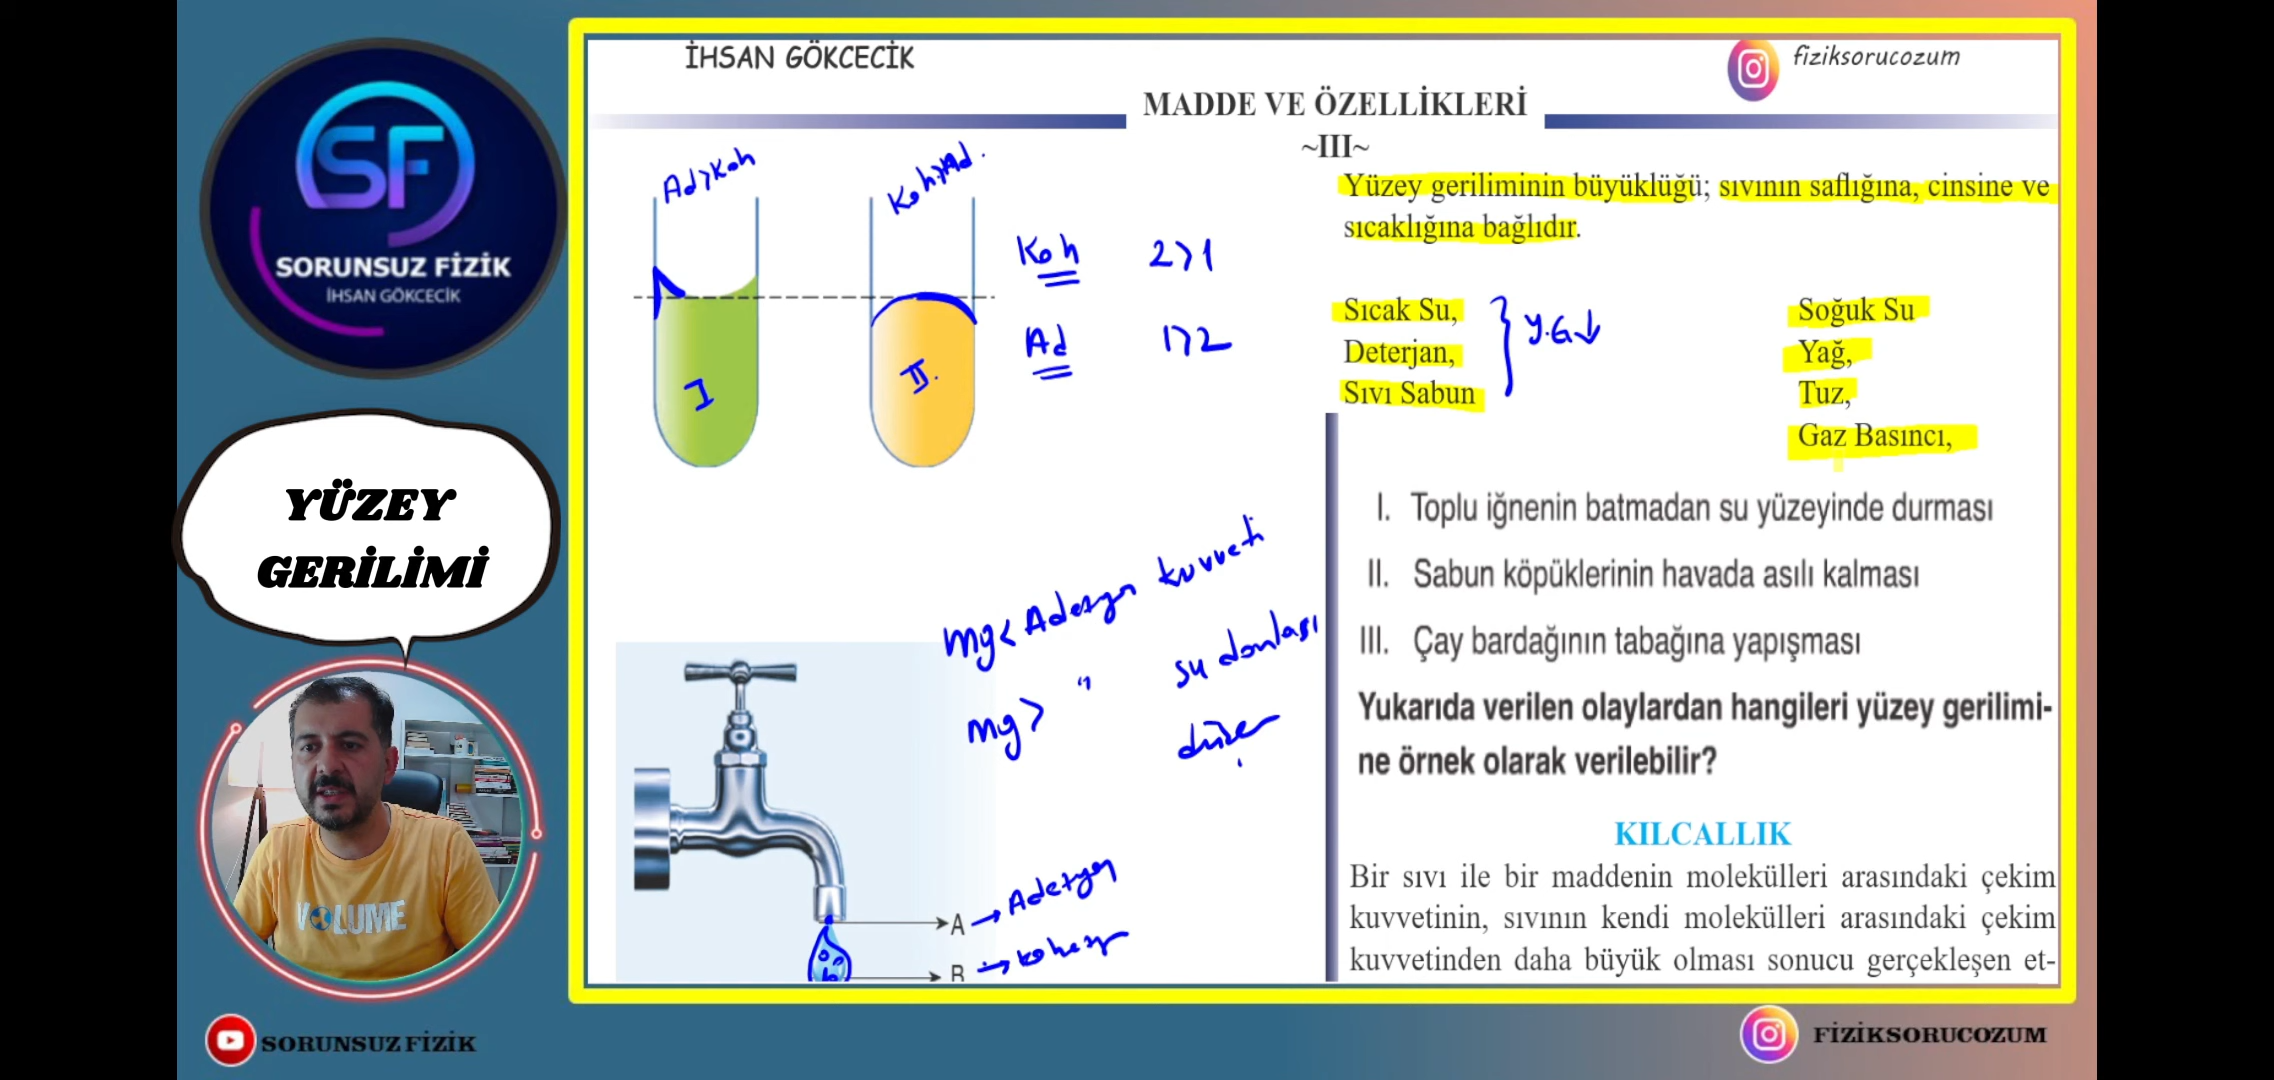 SF
SORUNSUZ FİZİK
İHSAN GÖKCECİK
YÜZEY
GERİLİMİ
VOLUME
SORUNSUZ FİZİK
İHSAN GÖKCECİK
fiziksorucozum
MADDE VE ÖZELLİKLERİ
~III~
Ad>Koh
Koh>Ad.
Koh 2>1
Ad 1>2
I
II.
mg< Adezyon kuvveti
mg> " su damlası
düşer
A → Adezyon
B → kohezyon
Yüzey geriliminin büyüklüğü; sıvının saflığına, cinsine ve
sıcaklığına bağlıdır.
Sıcak Su,
Deterjan,
Sıvı Sabun
Y.G↓
Soğuk Su
Yağ,
Tuz,
Gaz Basıncı,
I. Toplu iğnenin batmadan su yüzeyinde durması
II. Sabun köpüklerinin havada asılı kalması
III. Çay bardağının tabağına yapışması
Yukarıda verilen olaylardan hangileri yüzey gerilimi-
ne örnek olarak verilebilir?
KILCALLIK
Bir sıvı ile bir maddenin molekülleri arasındaki çekim
kuvvetinin, sıvının kendi molekülleri arasındaki çekim
kuvvetinden daha büyük olması sonucu gerçekleşen et-
FİZİKSORUCOZUM